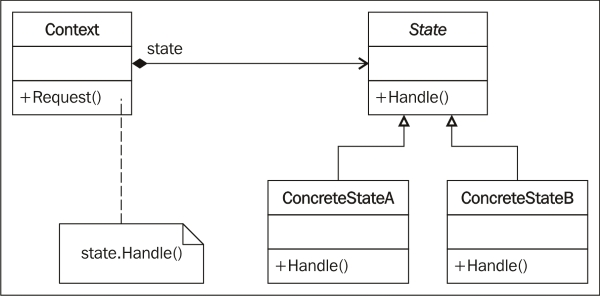 Context
state
State
+Request()
+Handle()
ConcreteStateA
ConcreteStateB
state.Handle()
+Handle()
+Handle()